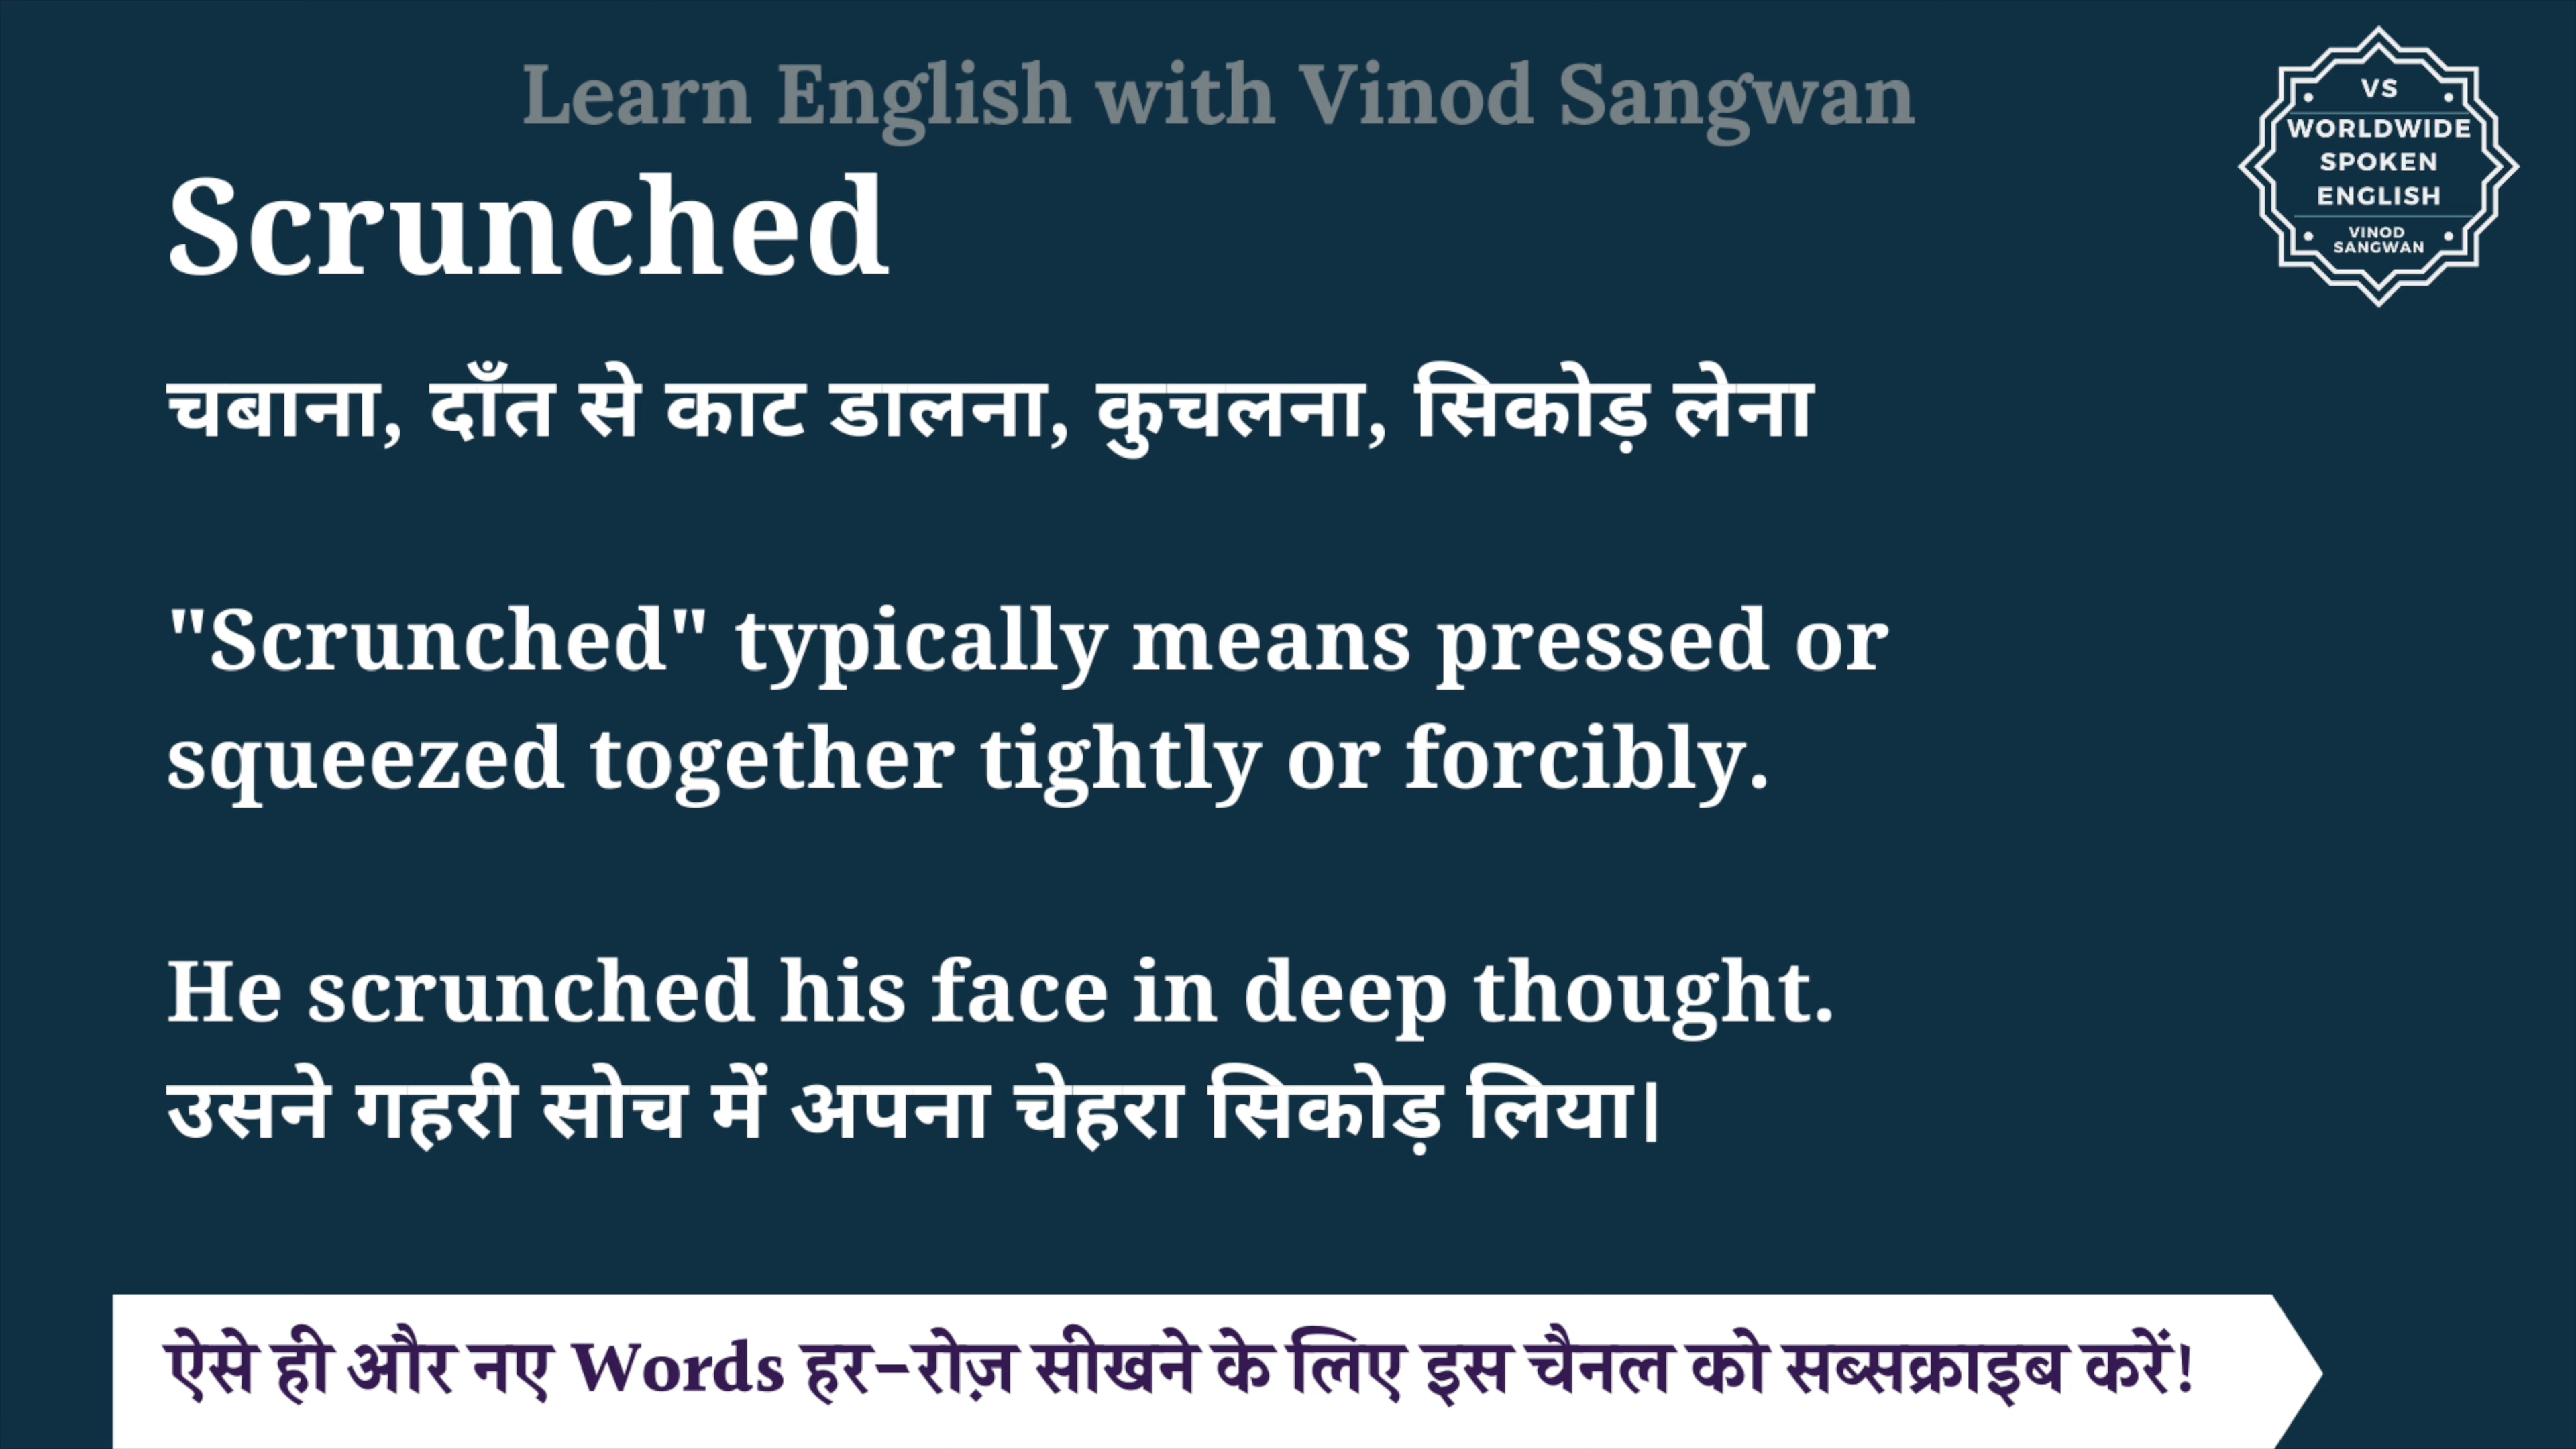 Learn English with Vinod Sangwan
VS
WORLDWIDE
SPOKEN
ENGLISH
VINOD
SANGWAN
Scrunched
चबाना, दाँत से काट डालना, कुचलना, सिकोड़ लेना
"Scrunched" typically means pressed or
squeezed together tightly or forcibly.
He scrunched his face in deep thought.
उसने गहरी सोच में अपना चेहरा सिकोड़ लिया।
ऐसे ही और नए Words हर-रोज़ सीखने के लिए इस चैनल को सब्सक्राइब करें!